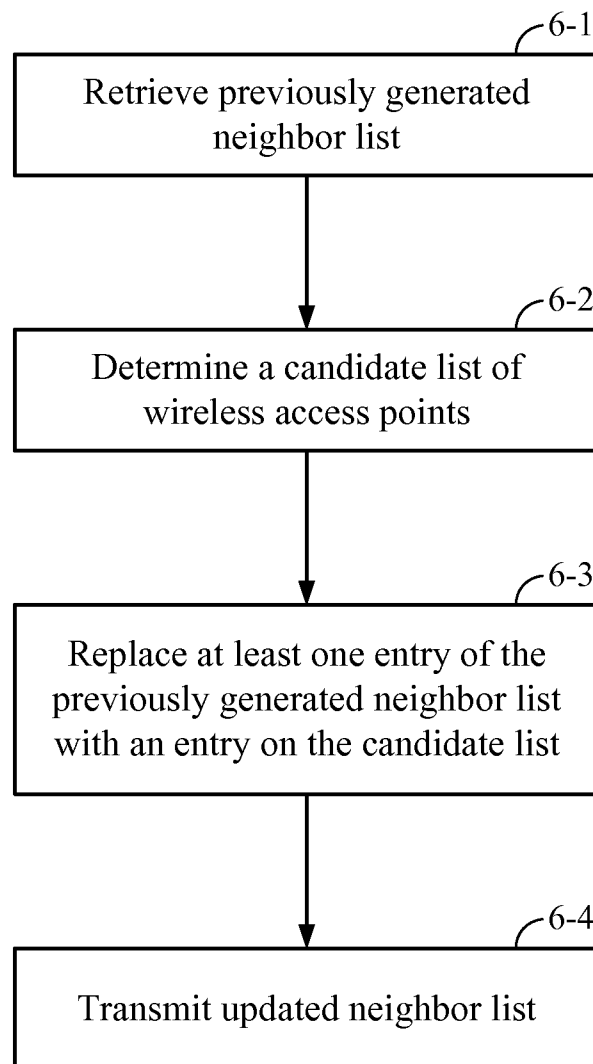 6-1
Retrieve previously generated
neighbor list
6-2
Determine a candidate list of
wireless access points
6-3
Replace at least one entry of the
previously generated neighbor list
with an entry on the candidate list
6-4
Transmit updated neighbor list